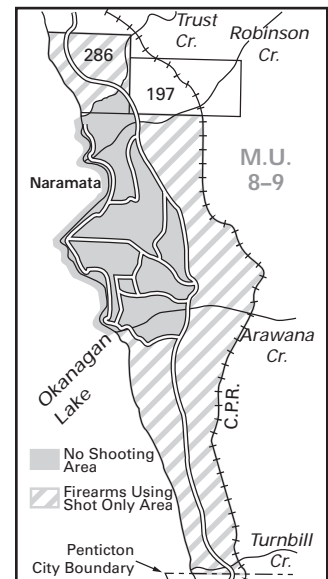 Trust
Cr.
Robinson
Cr.
286
197
M.U.
8–9
Naramata
Okanagan
Lake
Arawana
Cr.
C.P.R.
No Shooting
Area
Firearms Using
Shot Only Area
Turnbill
Cr.
Penticton
City Boundary